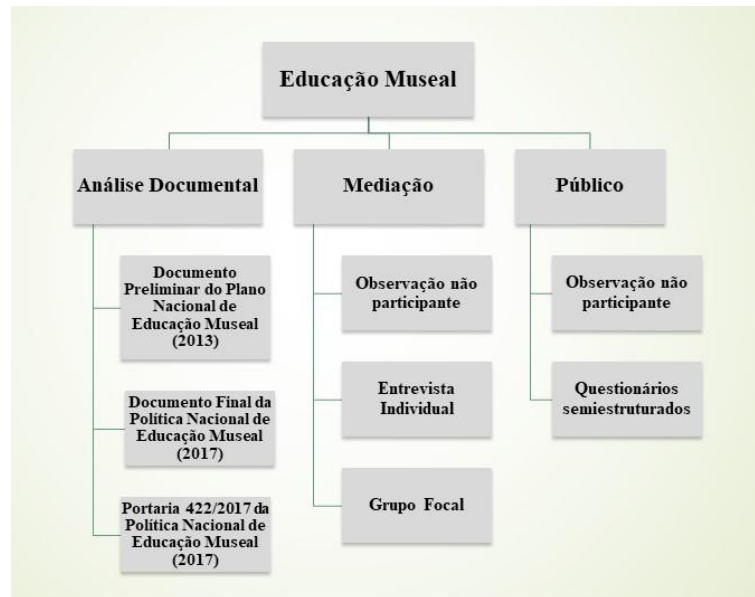 Educação Museal
Análise Documental
Documento
Preliminar do Plano
Nacional de
Educação Museal
(2013)
Documento Final da
Política Nacional de
Educação Museal
(2017)
Portaria 422/2017 da
Política Nacional de
Educação Museal
(2017)
Mediação
Observação não
participante
Entrevista
Individual
Grupo Focal
Público
Observação não
participante
Questionários
semiestruturados